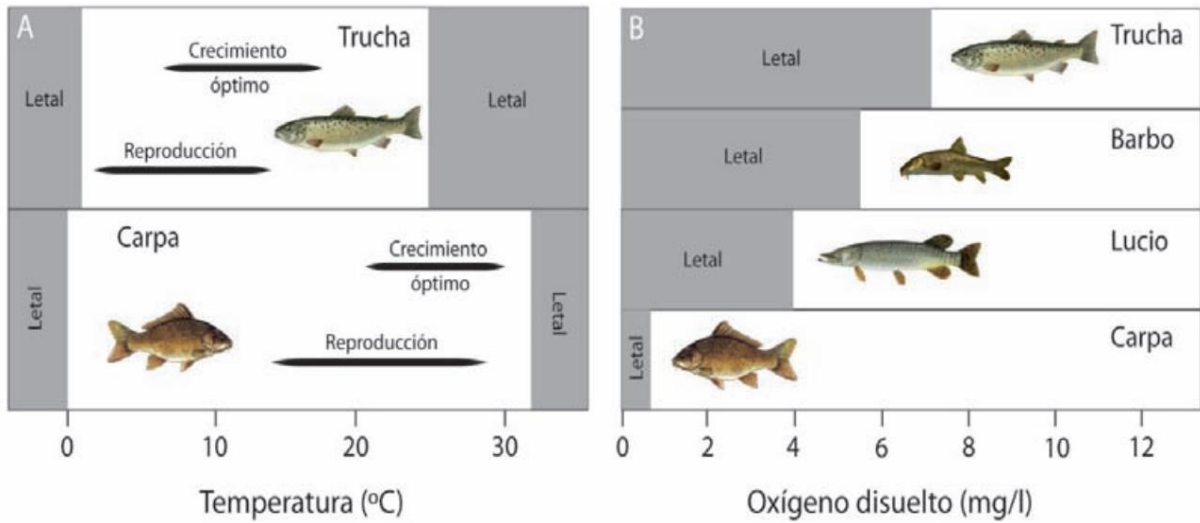 A
Trucha
Crecimiento
óptimo
Letal
Letal
Reproducción
Carpa
Crecimiento
óptimo
Letal
Letal
Reproducción
0 10 20 30
Temperatura (ºC)
B
Letal
Trucha
Letal
Barbo
Letal
Lucio
Letal
Carpa
0 2 4 6 8 10 12
Oxígeno disuelto (mg/l)